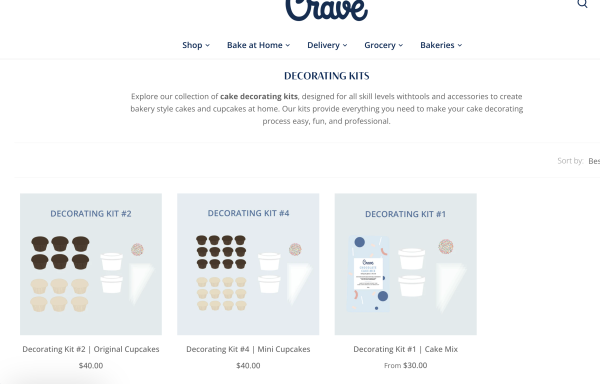 Crave
Shop Bake at Home Delivery Grocery Bakeries
DECORATING KITS
Explore our collection of cake decorating kits, designed for all skill levels withtools and accessories to create
bakery style cakes and cupcakes at home. Our kits provide everything you need to make your cake decorating
process easy, fun, and professional.
Sort by: Bes
DECORATING KIT #2 DECORATING KIT #4 DECORATING KIT #1
Crave
Decorating Kit #2 | Original Cupcakes Decorating Kit #4 | Mini Cupcakes Decorating Kit #1 | Cake Mix
$40.00 $40.00 From $30.00